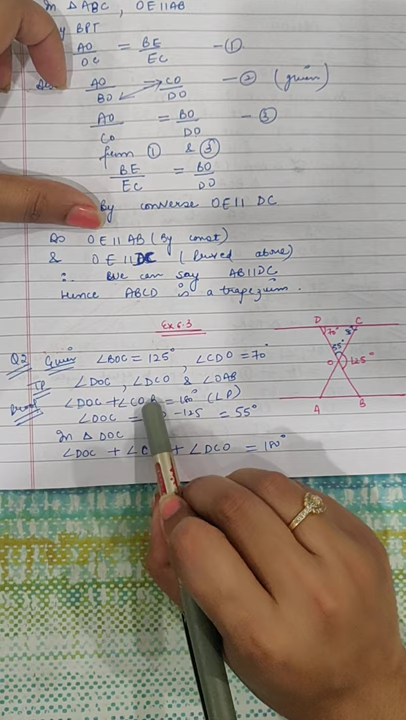 In △ABC, OE||AB
By BPT
AO/OC = BE/EC —①
AO/BO CO/DO —② (given)
AO/CO = BO/DO —③
from ① & ③
BE/EC = BO/DO
By converse OE||DC
OE||AB (By const)
& OE||DC (Proved above)
∴ We can say AB||DC
Hence ABCD is a trapezium.
Ex 6.3
Q2 Given ∠BOC = 125°, ∠CDO = 70°
TP ∠DOC, ∠DCO & ∠OAB
Proof ∠DOC + ∠COB = 180° (LP)
∠DOC = -125 = 55°
In △DOC
∠DOC + + ∠DCO = 180°
D C
70°
55°
O 125°
A B